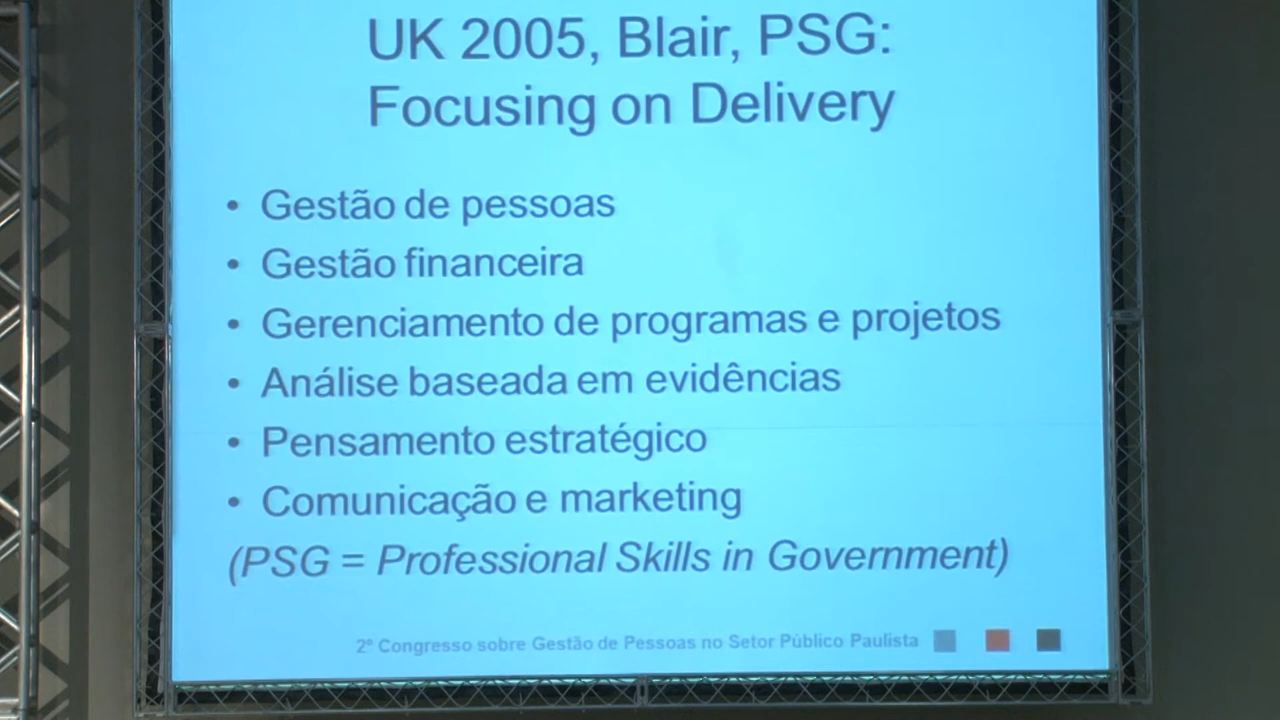 UK 2005, Blair, PSG:
Focusing on Delivery
• Gestão de pessoas
• Gestão financeira
• Gerenciamento de programas e projetos
• Análise baseada em evidências
• Pensamento estratégico
• Comunicação e marketing
(PSG = Professional Skills in Government)
2º Congresso sobre Gestão de Pessoas no Setor Público Paulista